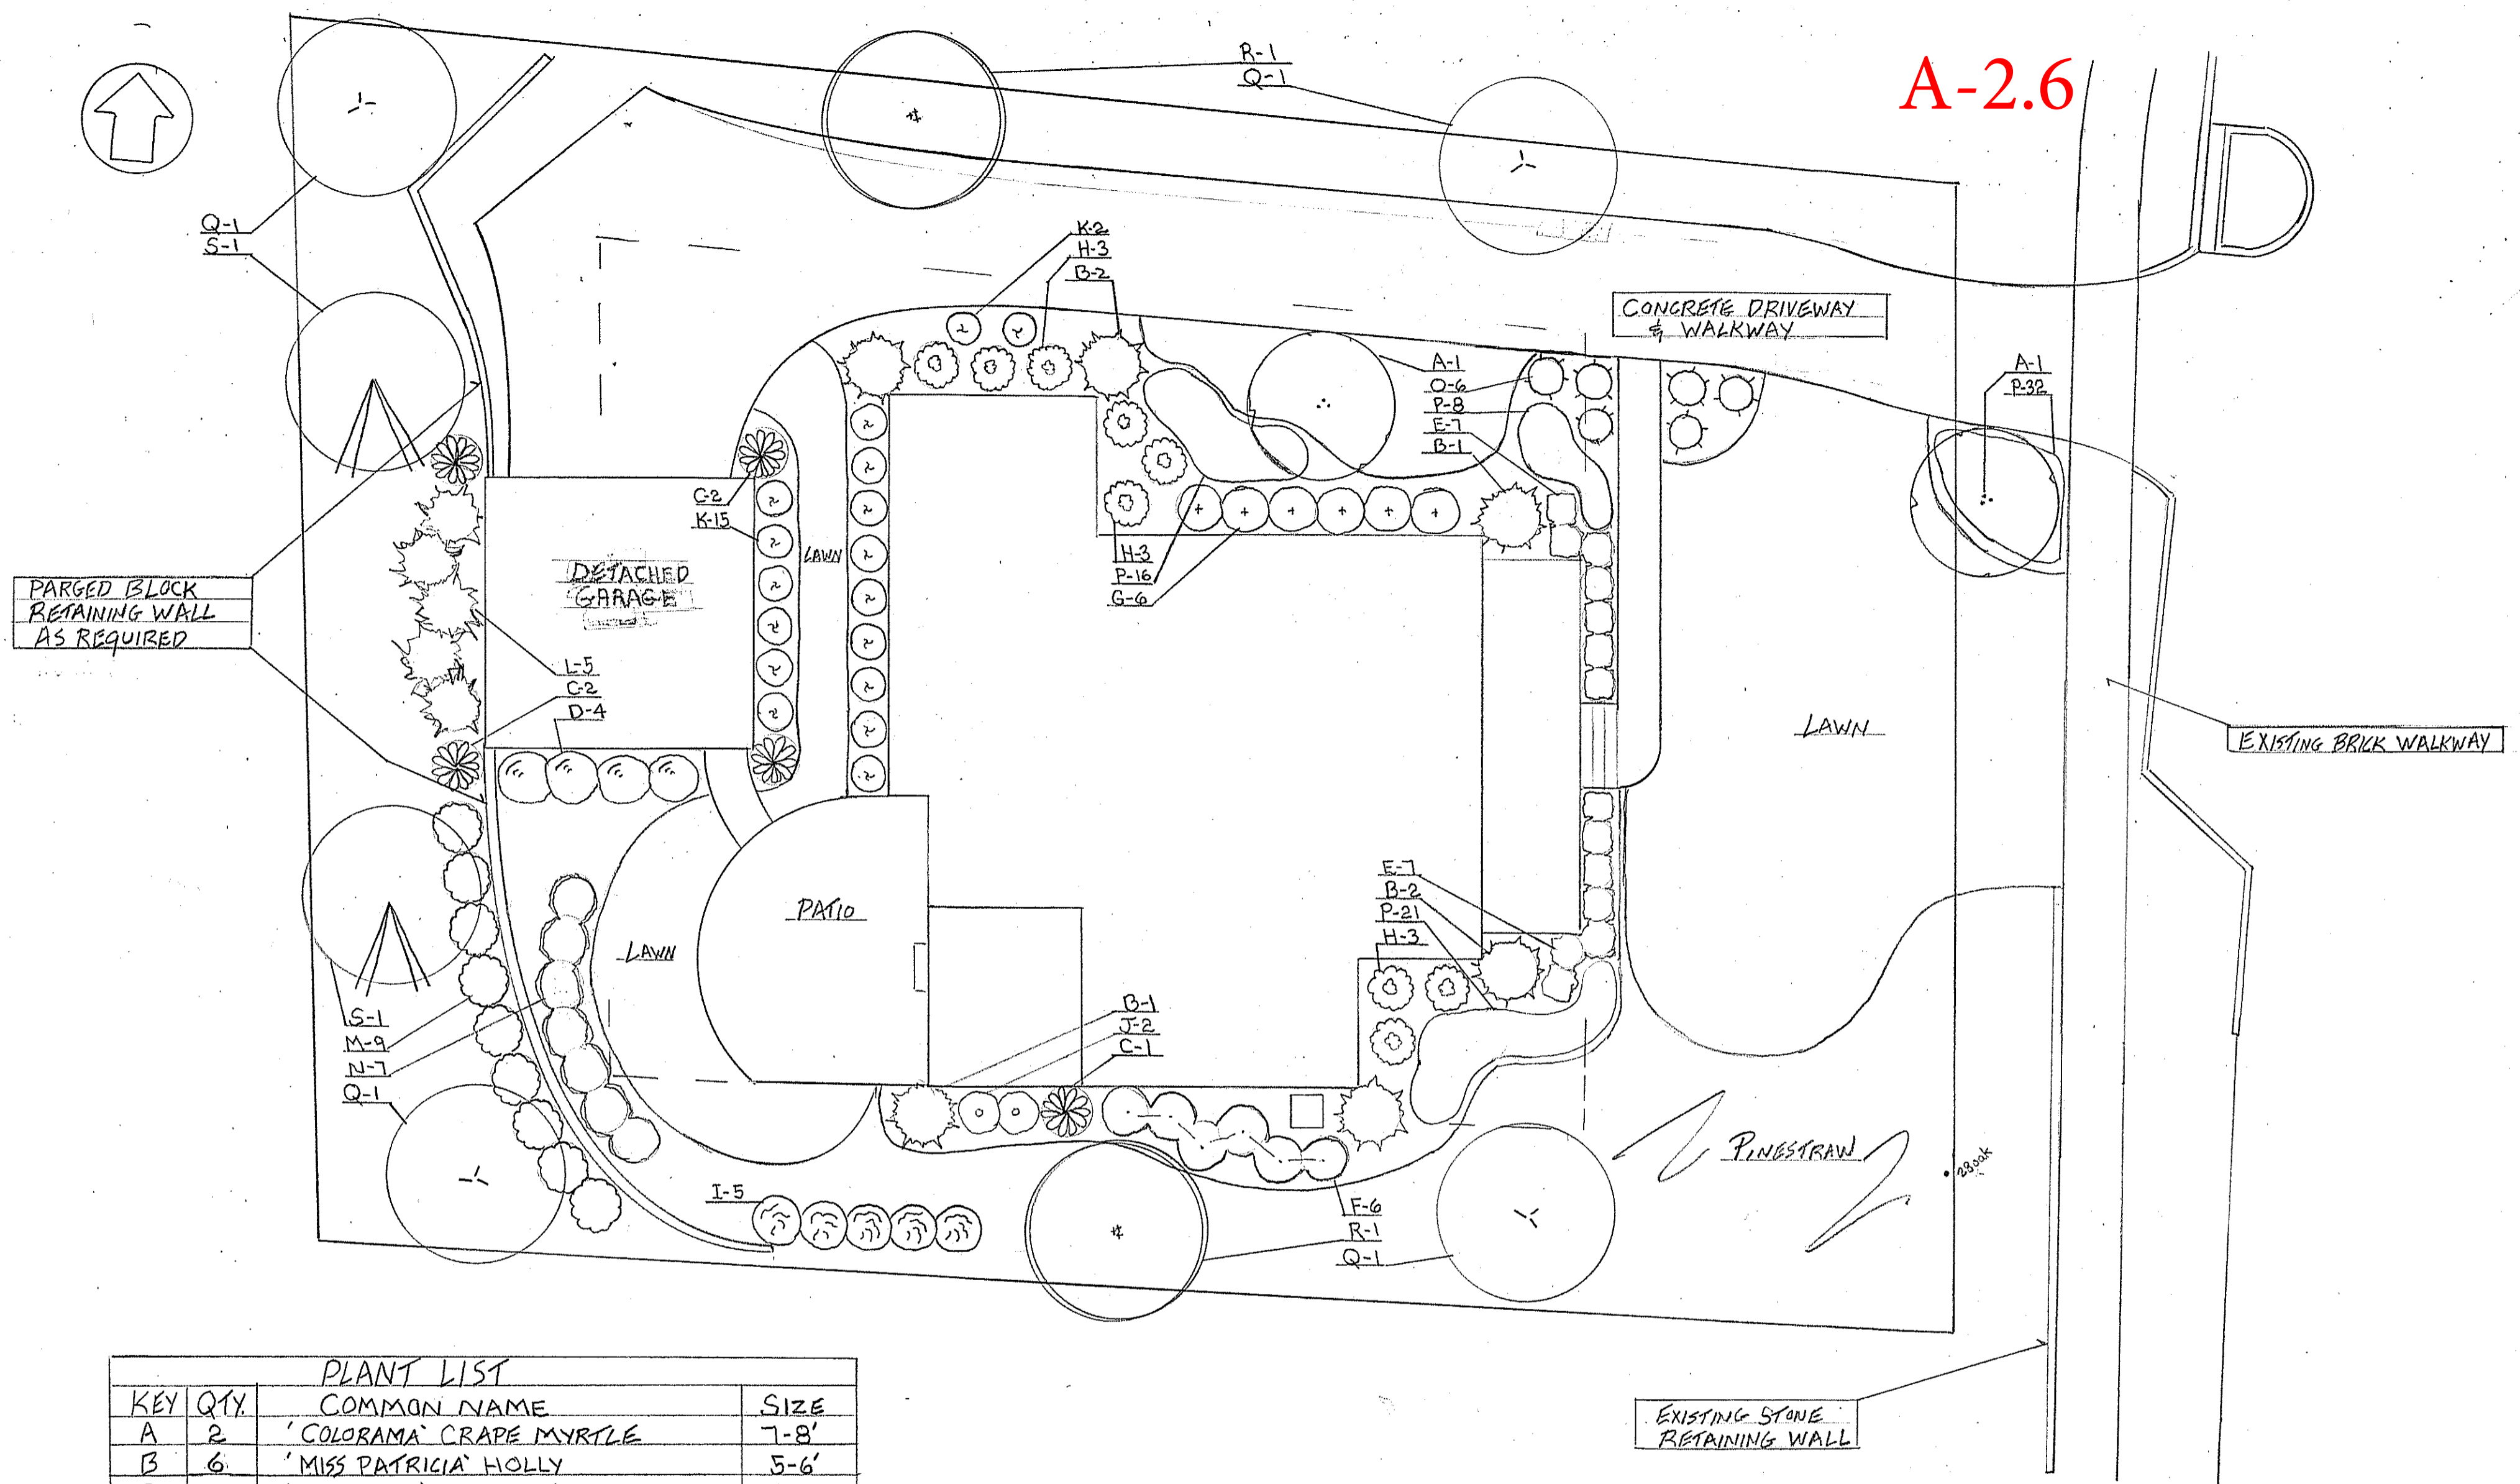 A-2.6
R-1
Q-1
Q-1
S-1
K-2
H-3
B-2
CONCRETE DRIVEWAY
& WALKWAY
A-1
O-6
P-8
E-7
B-1
A-1
P-32
C-2
K-15
LAWN
DETACHED
GARAGE
H-3
P-16
G-6
PARGED BLOCK
RETAINING WALL
AS REQUIRED
L-5
C-2
D-4
LAWN
EXISTING BRICK WALKWAY
PATIO
LAWN
E-7
B-2
P-21
H-3
S-1
M-9
N-7
Q-1
B-1
J-2
C-1
PINESTRAW
28 oak
I-5
F-6
R-1
Q-1
EXISTING STONE
RETAINING WALL
PLANT LIST
KEY QTY. COMMON NAME SIZE
A 2 'COLORAMA' CRAPE MYRTLE 7-8'
B 6 'MISS PATRICIA' HOLLY 5-6'